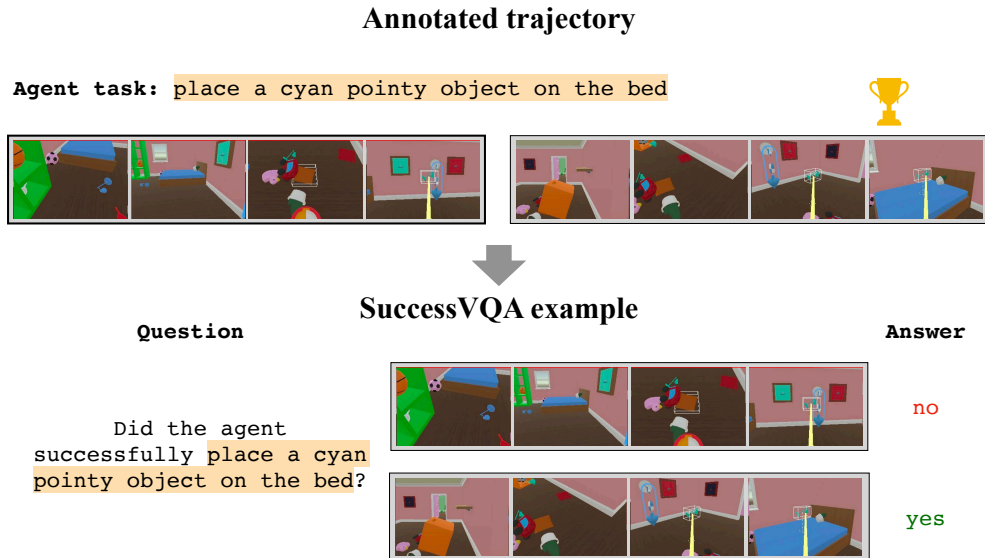 Annotated trajectory
Agent task: place a cyan pointy object on the bed
SuccessVQA example
Question
Answer
Did the agent
successfully place a cyan
pointy object on the bed?
no
yes